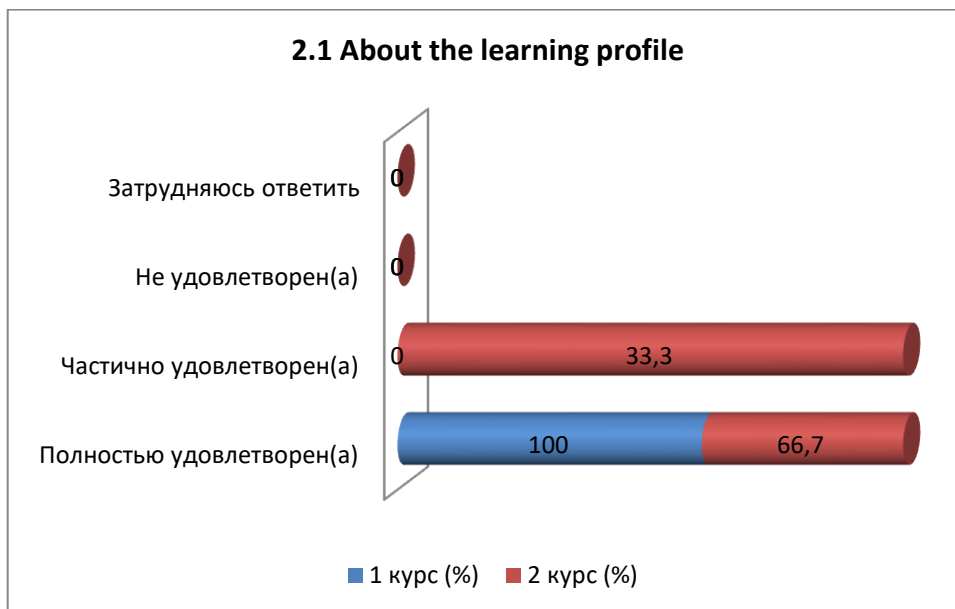 2.1 About the learning profile
Затрудняюсь ответить
0
Не удовлетворен(а)
0
Частично удовлетворен(а)
0
33,3
Полностью удовлетворен(а)
100
66,7
1 курс (%)
2 курс (%)